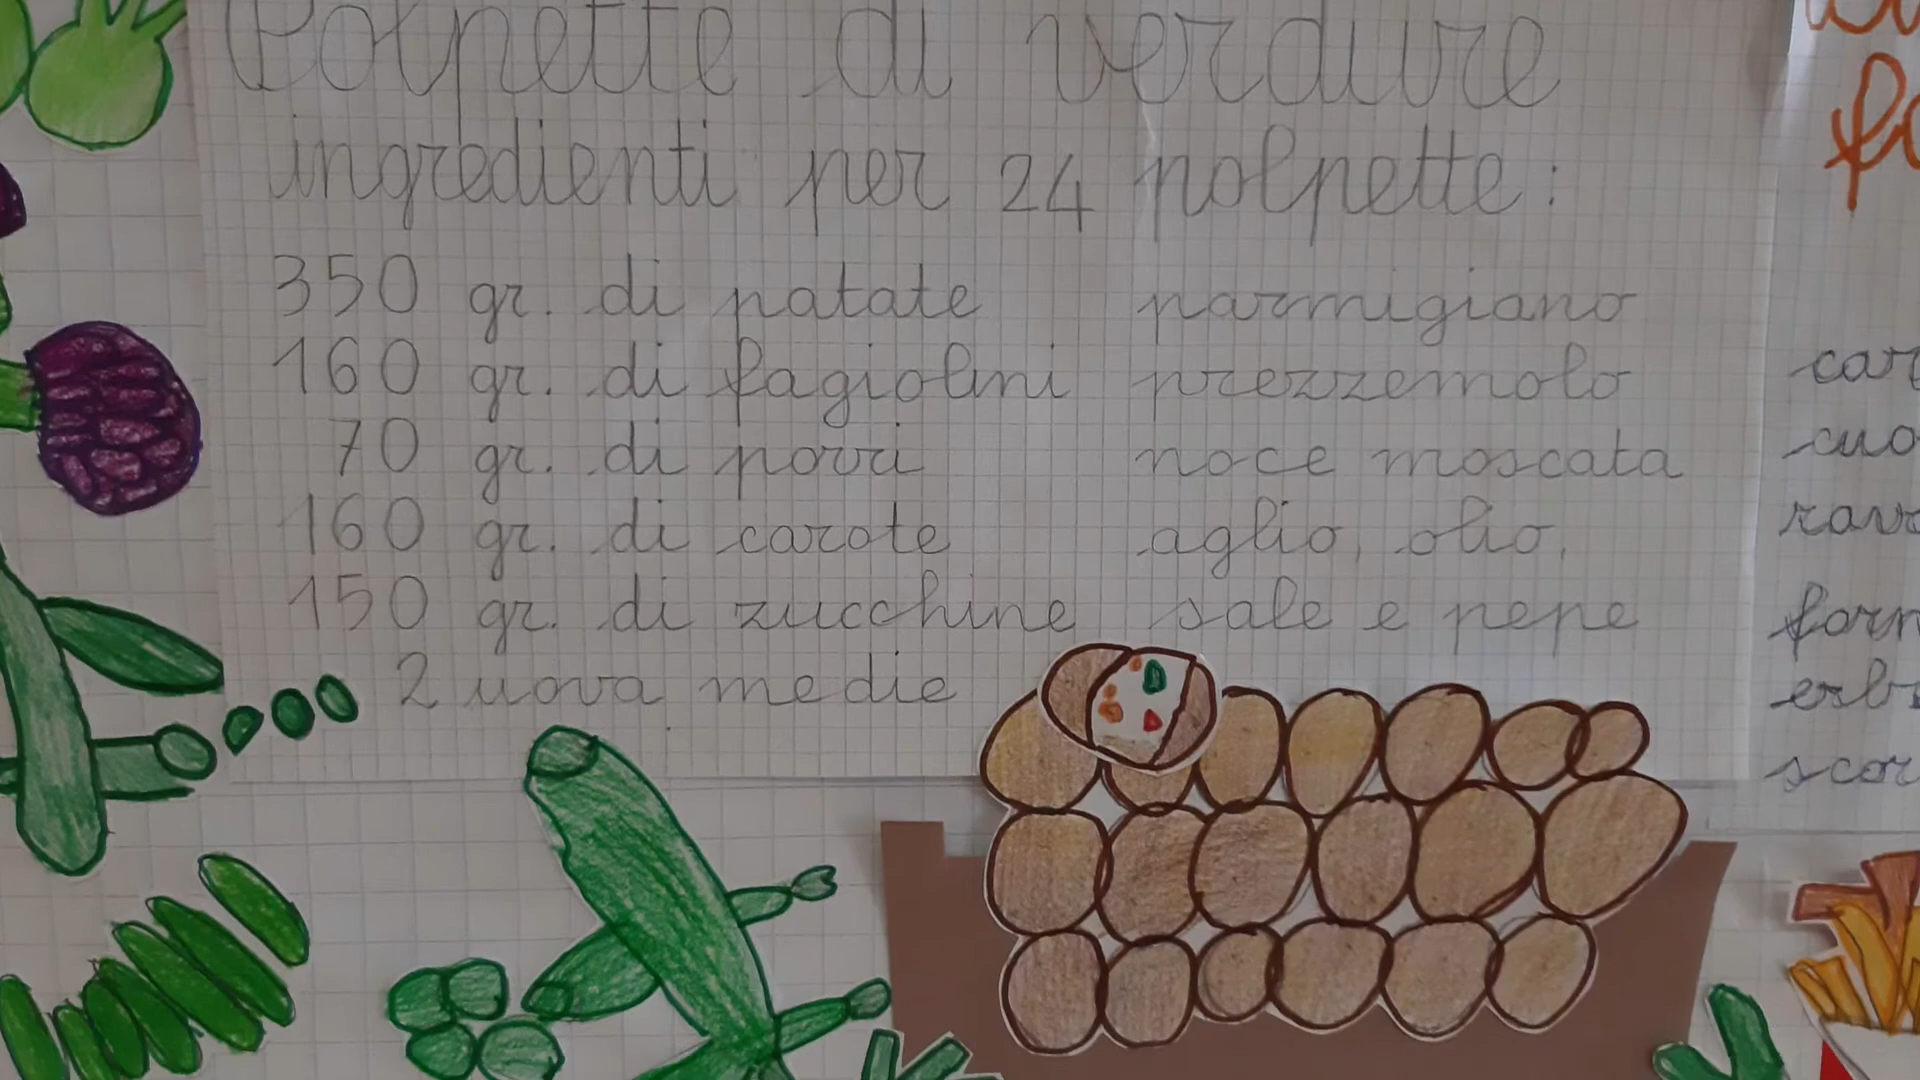 Polpette di verdure
ingredienti per 24 polpette:
350 gr. di patate parmigiano
160 gr. di fagiolini prezzemolo
70 gr. di porri noce moscata
160 gr. di carote aglio, olio,
150 gr. di zucchine sale e pepe
2 uova medie